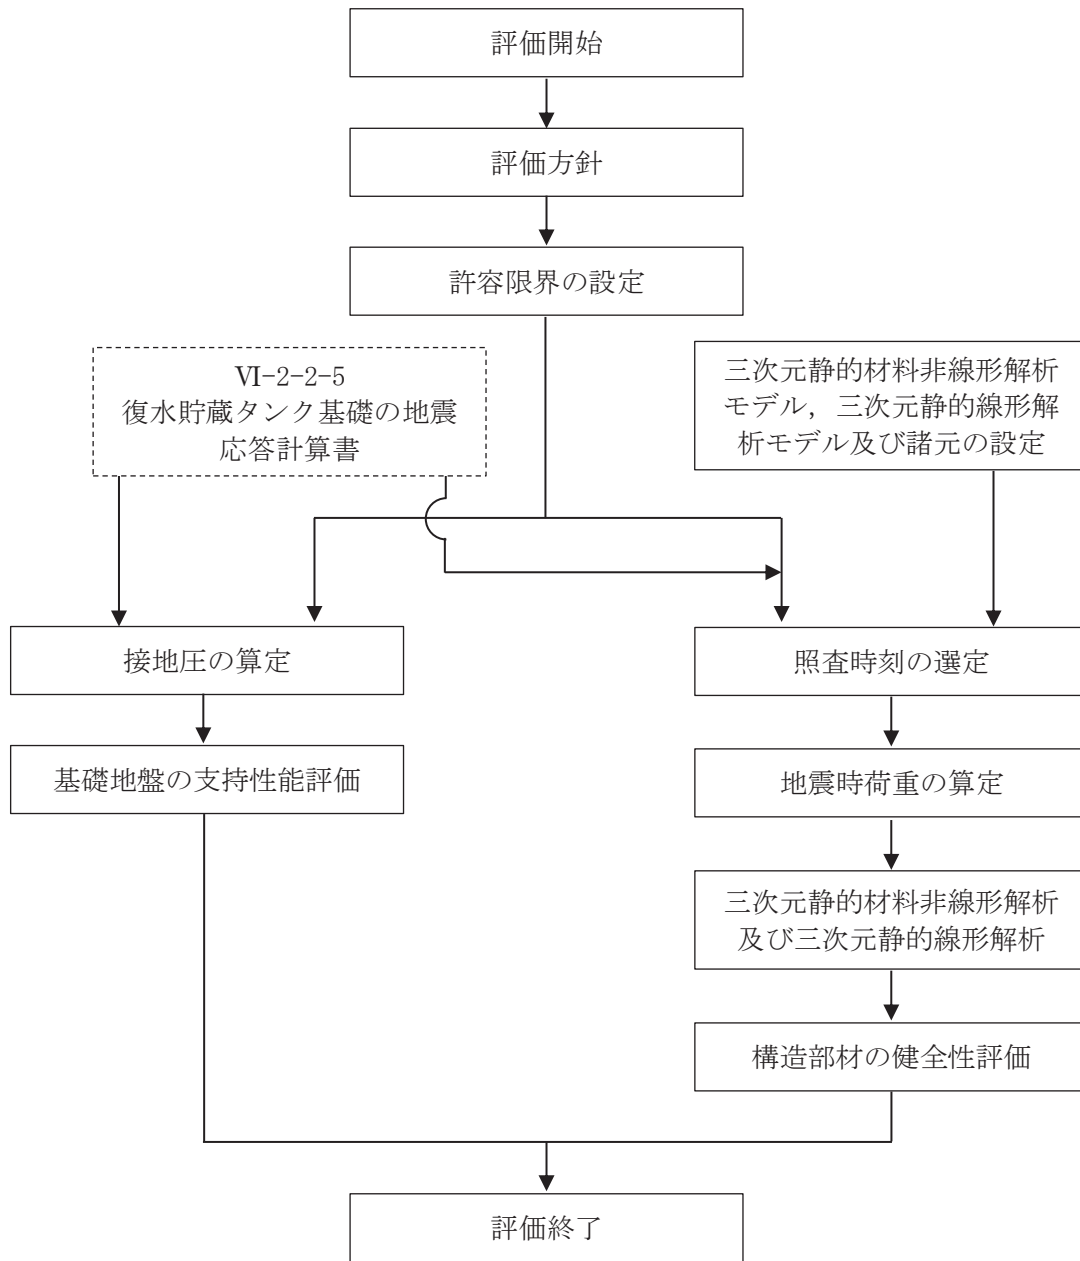 評価開始
評価方針
許容限界の設定
Ⅵ-2-2-5
復水貯蔵タンク基礎の地震
応答計算書
三次元静的材料非線形解析
モデル，三次元静的線形解
析モデル及び諸元の設定
接地圧の算定
照査時刻の選定
基礎地盤の支持性能評価
地震時荷重の算定
三次元静的材料非線形解析
及び三次元静的線形解析
構造部材の健全性評価
評価終了